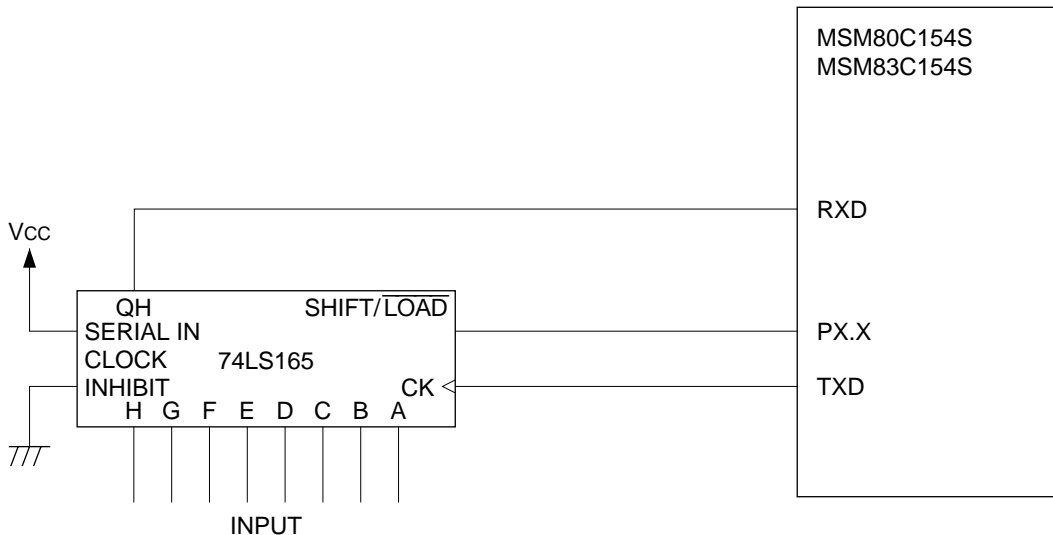 MSM80C154S
MSM83C154S
RXD
VCC
QH SHIFT/LOAD
SERIAL IN
PX.X
CLOCK 74LS165
INHIBIT CK
TXD
H G F E D C B A
INPUT